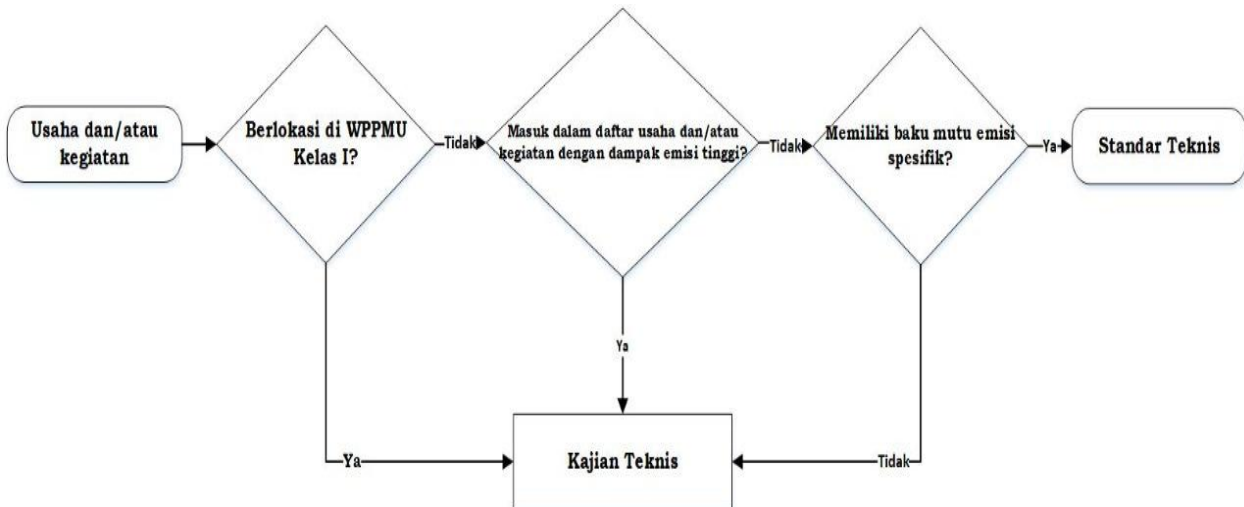 Usaha dan/atau
kegiatan
Berlokasi di WPPMU
Kelas I?
Tidak
Masuk dalam daftar usaha dan/atau
kegiatan dengan dampak emisi tinggi?
Tidak
Memiliki baku mutu emisi
spesifik?
Ya
Standar Teknis
Ya
Ya
Kajian Teknis
Tidak